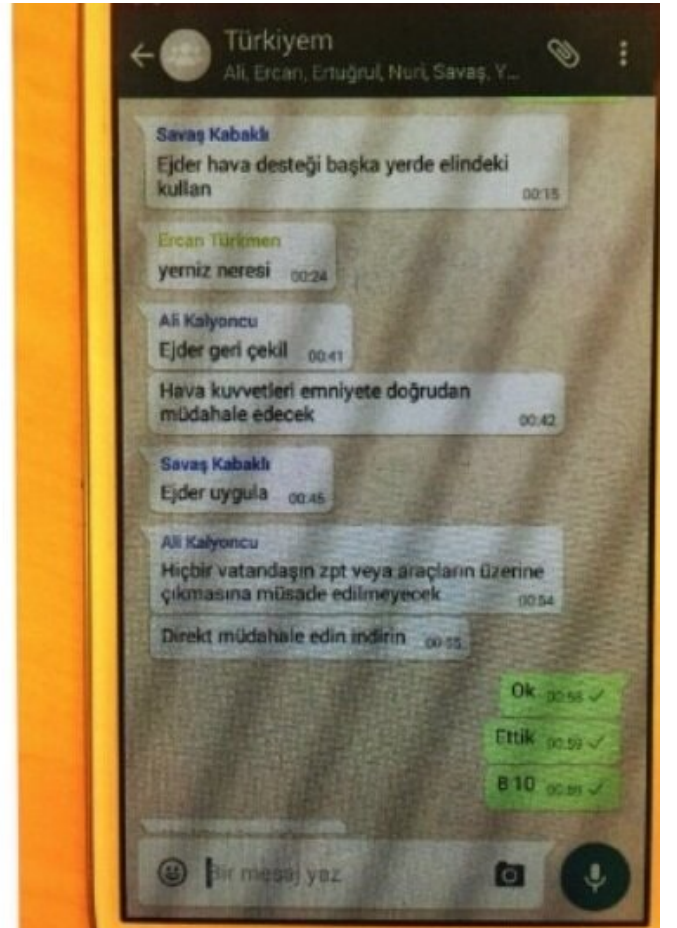 Türkiyem
Ali, Ercan, Ertuğrul, Nuri, Savaş, Y...
Savaş Kabaklı
Ejder hava desteği başka yerde elindeki
kullan 00:15
Ercan Türkmen
yerniz neresi 00:24
Ali Kalyoncu
Ejder geri çekil 00:41
Hava kuvvetleri emniyete doğrudan
müdahale edecek 00:42
Savaş Kabaklı
Ejder uygula 00:45
Ali Kalyoncu
Hiçbir vatandaşın zpt veya araçların üzerine
çıkmasına müsade edilmeyecek 00:54
Direkt müdahale edin indirin 00:55
Ok
Ettik 00:59
8 10
Bir mesaj yaz